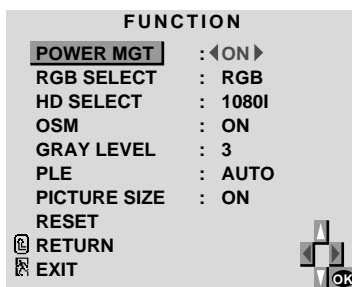 FUNCTION
POWER MGT : ON
RGB SELECT : RGB
HD SELECT : 1080I
OSM : ON
GRAY LEVEL : 3
PLE : AUTO
PICTURE SIZE : ON
RESET
RETURN
EXIT
OK